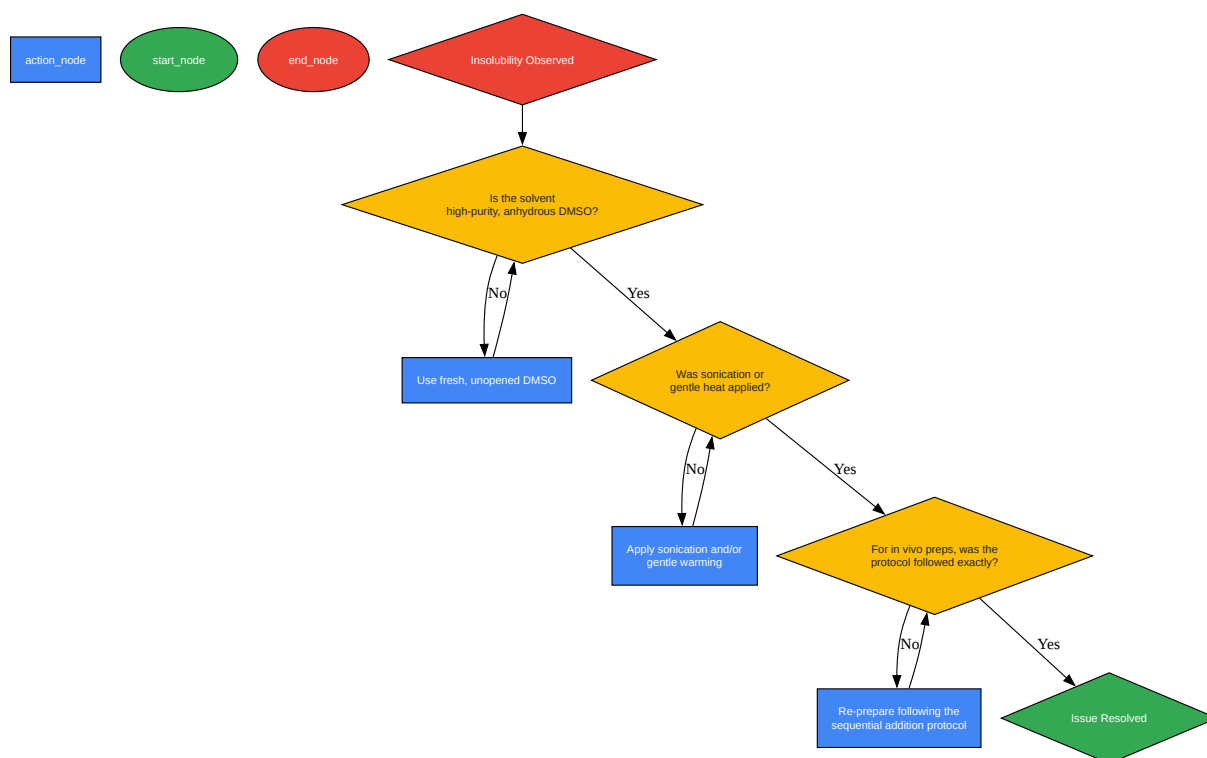 action_node
start_node
end_node
Insolubility Observed
Is the solvent
high-purity, anhydrous DMSO?
No
Yes
Use fresh, unopened DMSO
Was sonication or
gentle heat applied?
No
Yes
Apply sonication and/or
gentle warming
For in vivo preps, was the
protocol followed exactly?
No
Yes
Re-prepare following the
sequential addition protocol
Issue Resolved